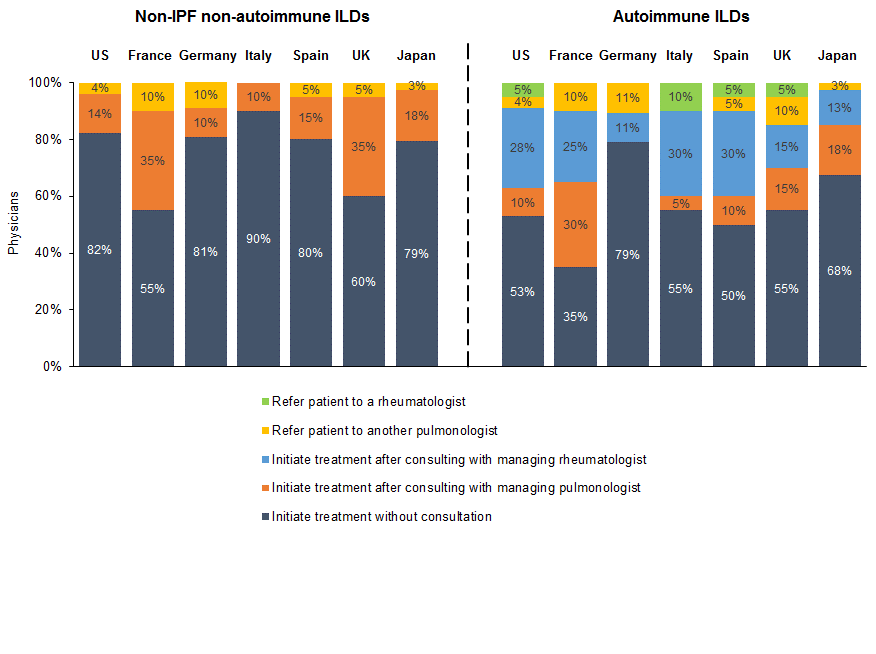 Non-IPF non-autoimmune ILDs Autoimmune ILDs
US France Germany Italy Spain UK Japan US France Germany Italy Spain UK Japan
100% 4% 10% 10% 10% 5% 5% 3% 5% 10% 11% 10% 5% 5% 3%
4% 5% 10% 13%
14% 35% 10% 15% 35% 18% 28% 25% 11% 30% 30% 15% 18%
80%
10% 30% 5% 10% 15%
60%
Physicians
82% 55% 81% 90% 80% 60% 79% 53% 35% 79% 55% 50% 55% 68%
40%
20%
0%
Refer patient to a rheumatologist
Refer patient to another pulmonologist
Initiate treatment after consulting with managing rheumatologist
Initiate treatment after consulting with managing pulmonologist
Initiate treatment without consultation